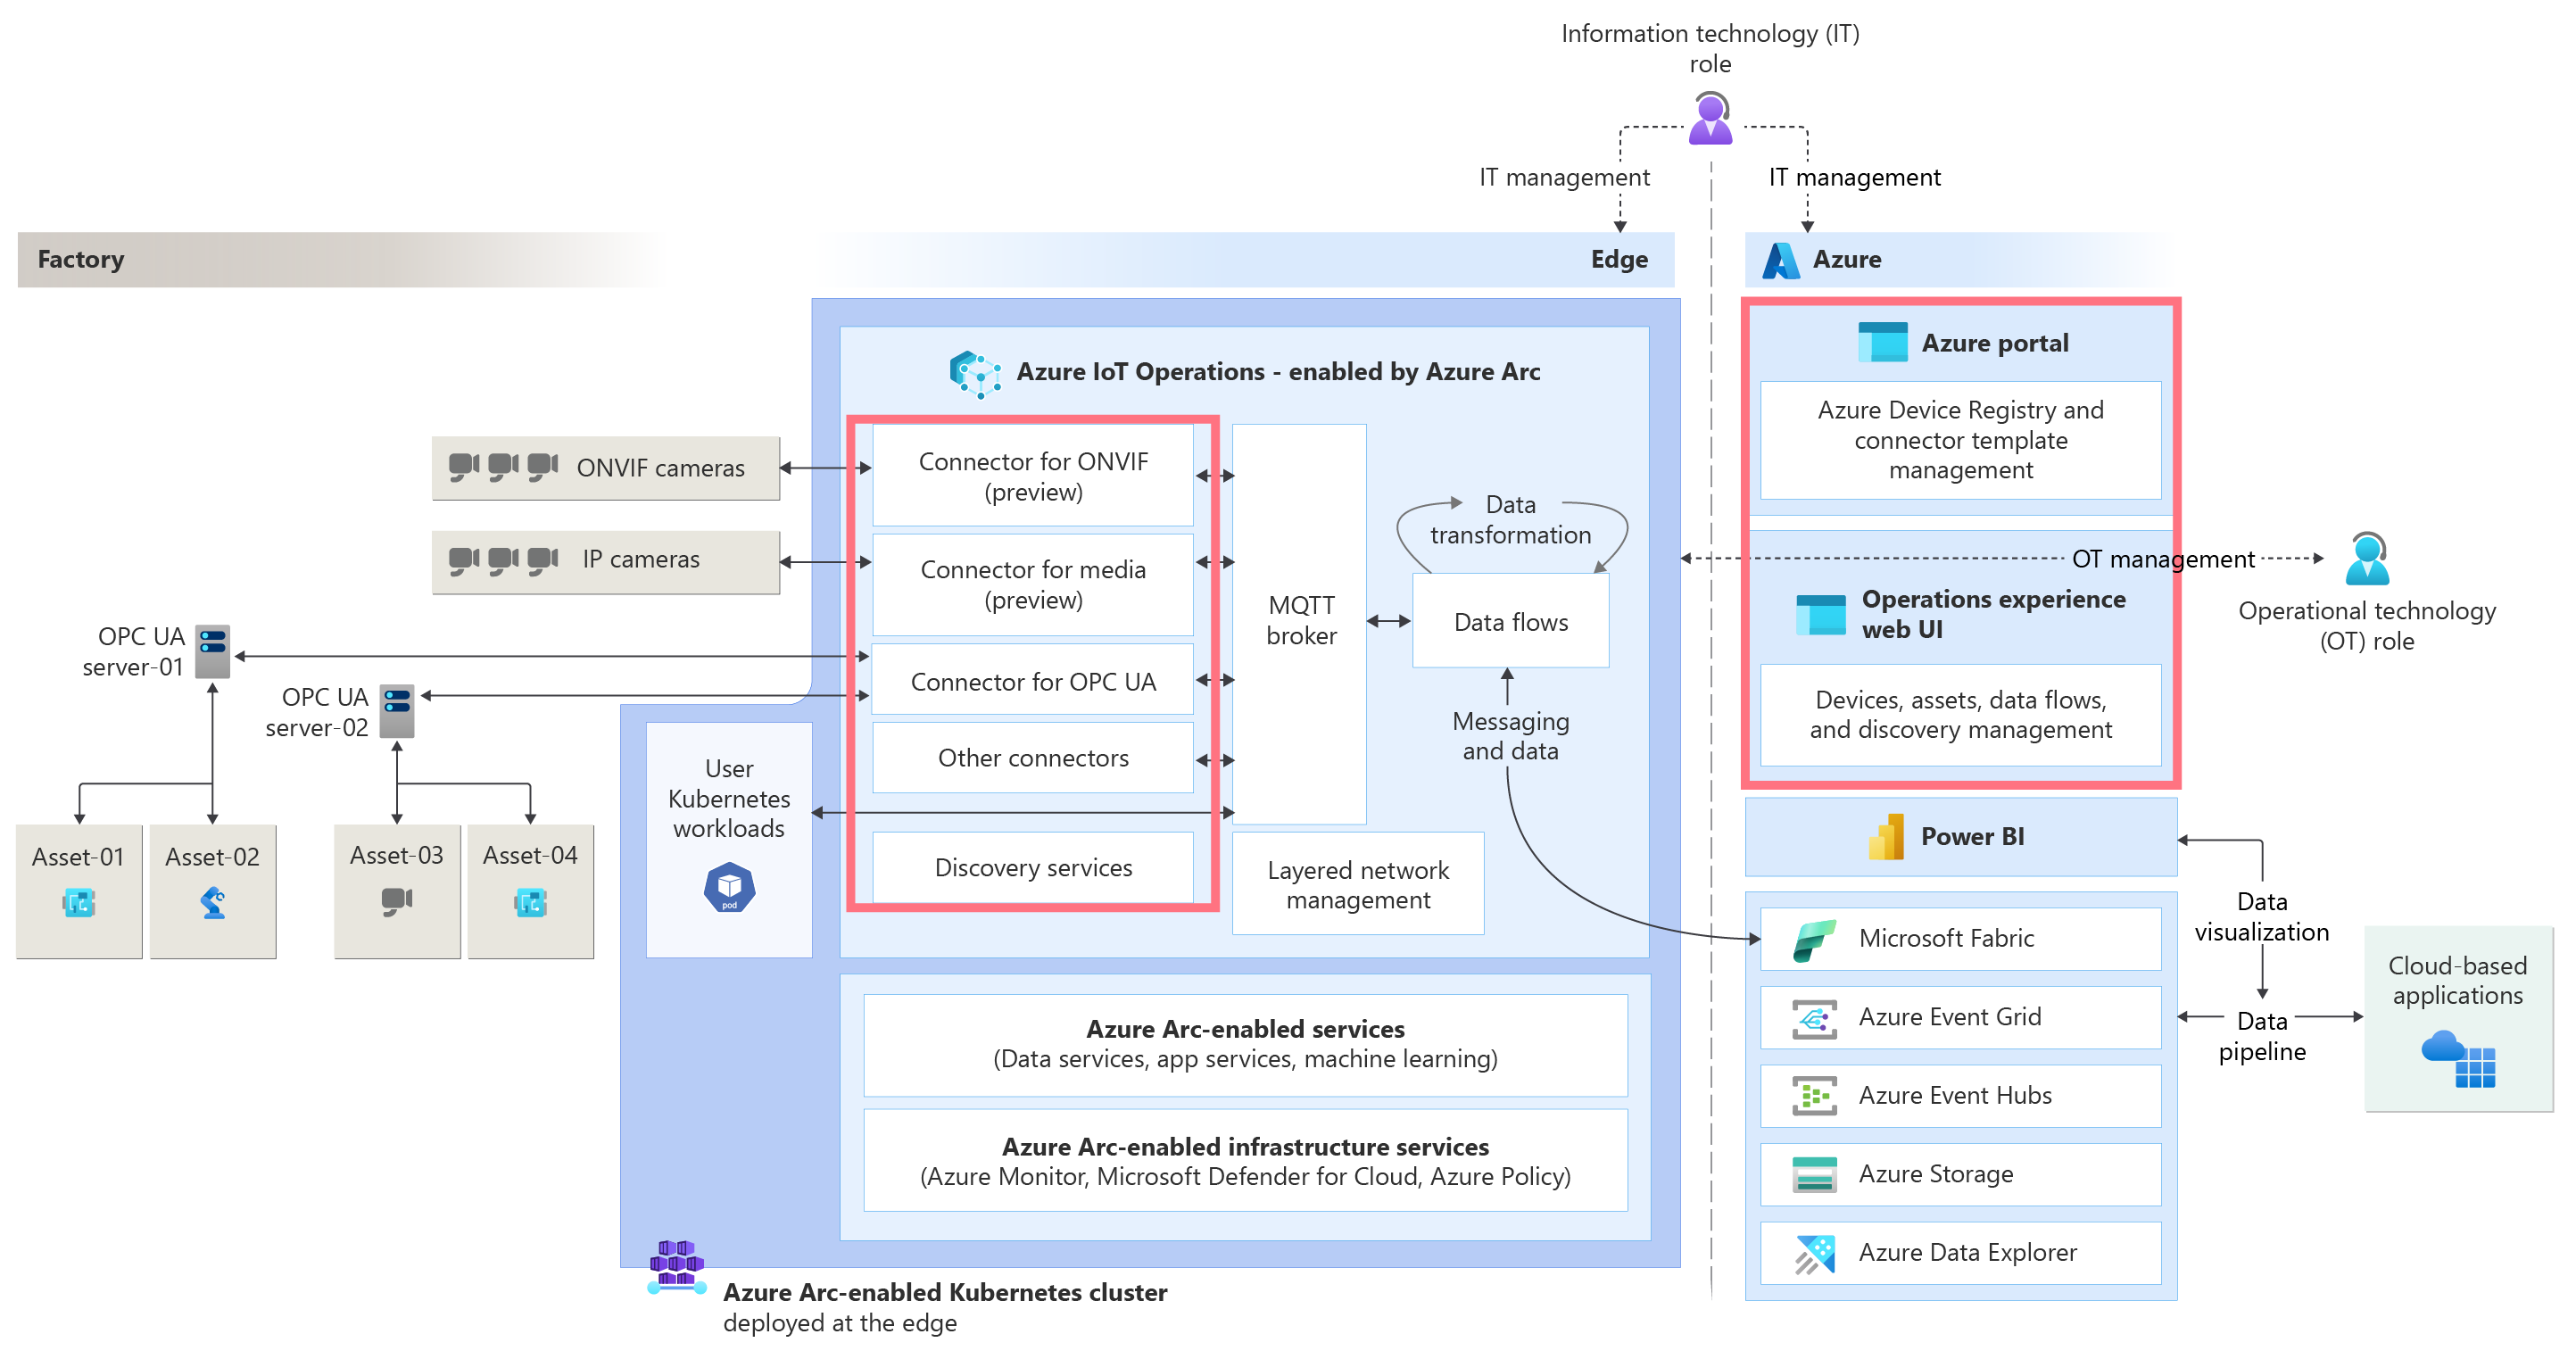 Information technology (IT)
role
IT management
IT management
Factory
Edge
Azure
Azure IoT Operations - enabled by Azure Arc
ONVIF cameras
IP cameras
OPC UA
server-01
OPC UA
server-02
Asset-01
Asset-02
Asset-03
Asset-04
User
Kubernetes
workloads
pod
Connector for ONVIF
(preview)
Connector for media
(preview)
Connector for OPC UA
Other connectors
Discovery services
MQTT
broker
Data
transformation
Data flows
Messaging
and data
Layered network
management
Azure Arc-enabled services
(Data services, app services, machine learning)
Azure Arc-enabled infrastructure services
(Azure Monitor, Microsoft Defender for Cloud, Azure Policy)
Azure Arc-enabled Kubernetes cluster
deployed at the edge
Azure portal
Azure Device Registry and
connector template
management
OT management
Operational technology
(OT) role
Operations experience
web UI
Devices, assets, data flows,
and discovery management
Power BI
Microsoft Fabric
Azure Event Grid
Azure Event Hubs
Azure Storage
Azure Data Explorer
Data
visualization
Data
pipeline
Cloud-based
applications